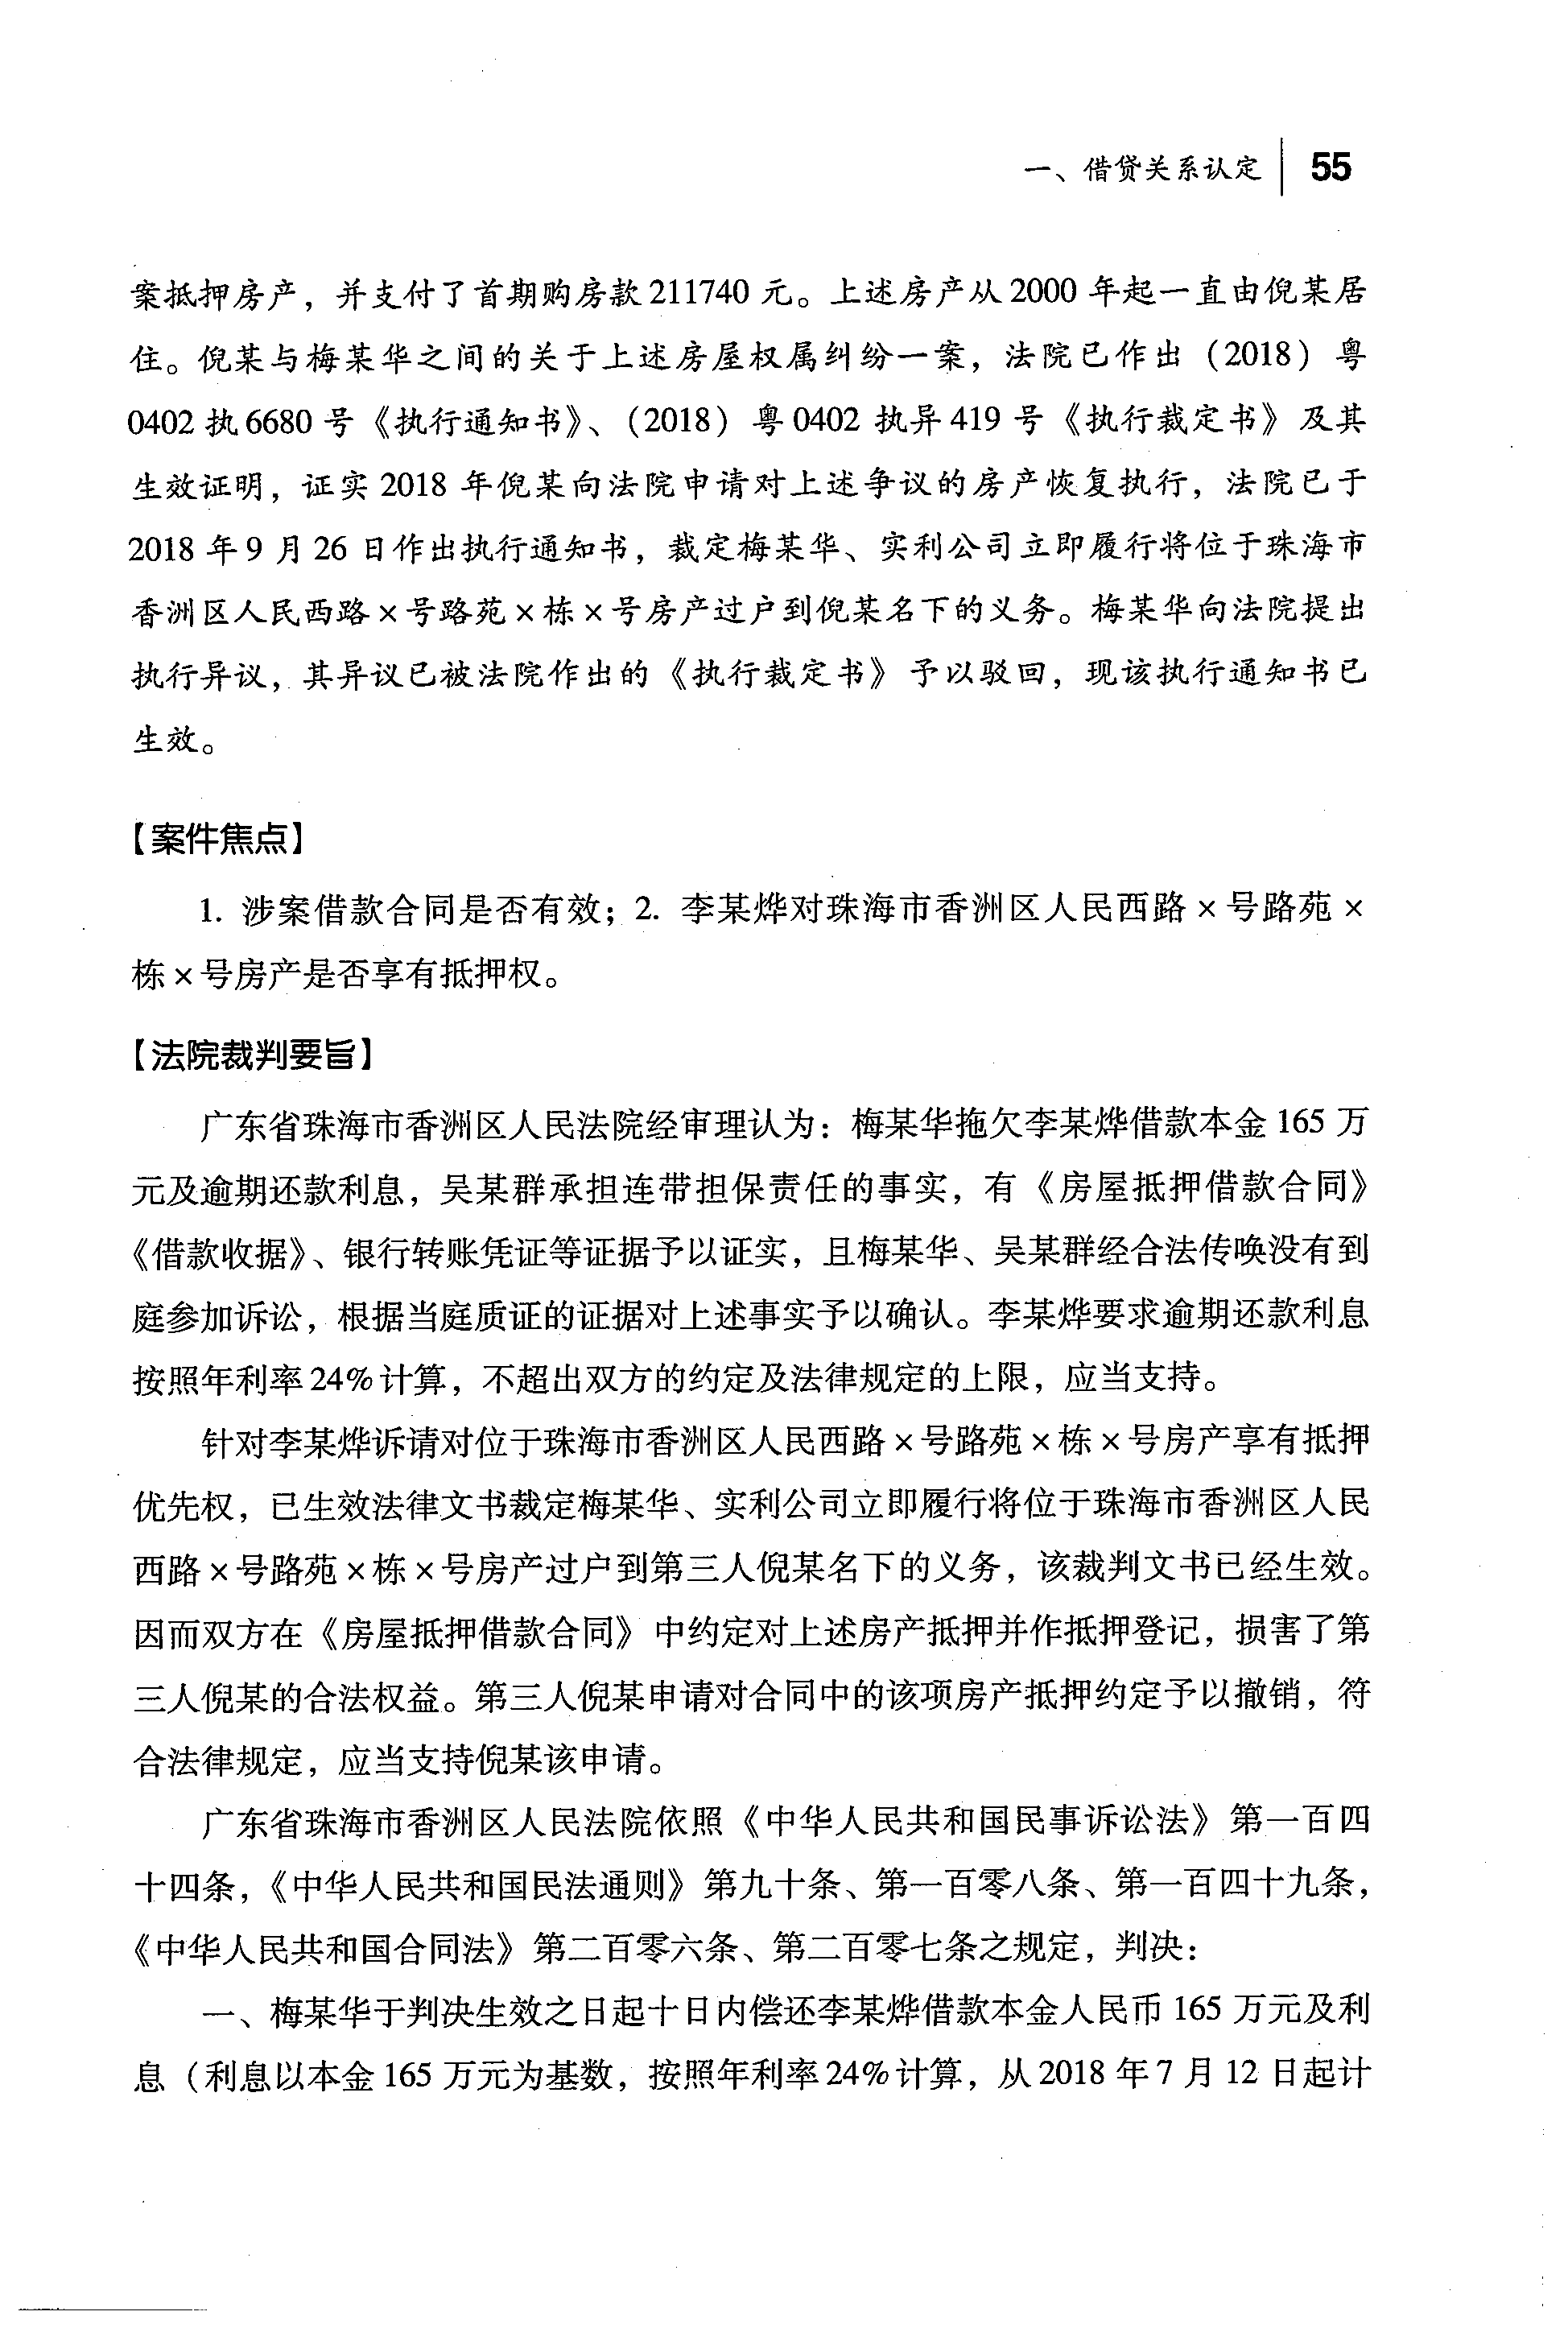 一、借贷关系认定 55
案抵押房产，并支付了首期购房款211740 元。上述房产从2000 年起一直由倪某居
住。倪某与梅某华之间的关于上述房屋权属纠纷一案，法院已作出（2018）粤
0402 执6680 号《执行通知书》、（2018）粤0402 执异419 号《执行裁定书》及其
生效证明，证实 2018 年倪某向法院申请对上述争议的房产恢复执行，法院已于
2018 年9 月 26 日作出执行通知书，裁定梅某华、实利公司立即履行将位于珠海市
香洲区人民西路×号路苑×栋×号房产过户到倪某名下的义务。梅某华向法院提出
执行异议，其异议已被法院作出的《执行裁定书》予以驳回，现该执行通知书已
生效。
【案件焦点】
1. 涉案借款合同是否有效；2. 李某烨对珠海市香洲区人民西路×号路苑×
栋×号房产是否享有抵押权。
【法院裁判要旨】
广东省珠海市香洲区人民法院经审理认为：梅某华拖欠李某烨借款本金 165 万
元及逾期还款利息，吴某群承担连带担保责任的事实，有《房屋抵押借款合同》
《借款收据》、银行转账凭证等证据予以证实，且梅某华、吴某群经合法传唤没有到
庭参加诉讼，根据当庭质证的证据对上述事实予以确认。李某烨要求逾期还款利息
按照年利率24%计算，不超出双方的约定及法律规定的上限，应当支持。
针对李某烨诉请对位于珠海市香洲区人民西路×号路苑×栋×号房产享有抵押
优先权，已生效法律文书裁定梅某华、实利公司立即履行将位于珠海市香洲区人民
西路×号路苑×栋×号房产过户到第三人倪某名下的义务，该裁判文书已经生效。
因而双方在《房屋抵押借款合同》中约定对上述房产抵押并作抵押登记，损害了第
三人倪某的合法权益。第三人倪某申请对合同中的该项房产抵押约定予以撤销，符
合法律规定，应当支持倪某该申请。
广东省珠海市香洲区人民法院依照《中华人民共和国民事诉讼法》第一百四
十四条，《中华人民共和国民法通则》第九十条、第一百零八条、第一百四十九条，
《中华人民共和国合同法》第二百零六条、第二百零七条之规定，判决：
一、梅某华于判决生效之日起十日内偿还李某烨借款本金人民币 165 万元及利
息（利息以本金 165 万元为基数，按照年利率24%计算，从2018 年7 月 12 日起计